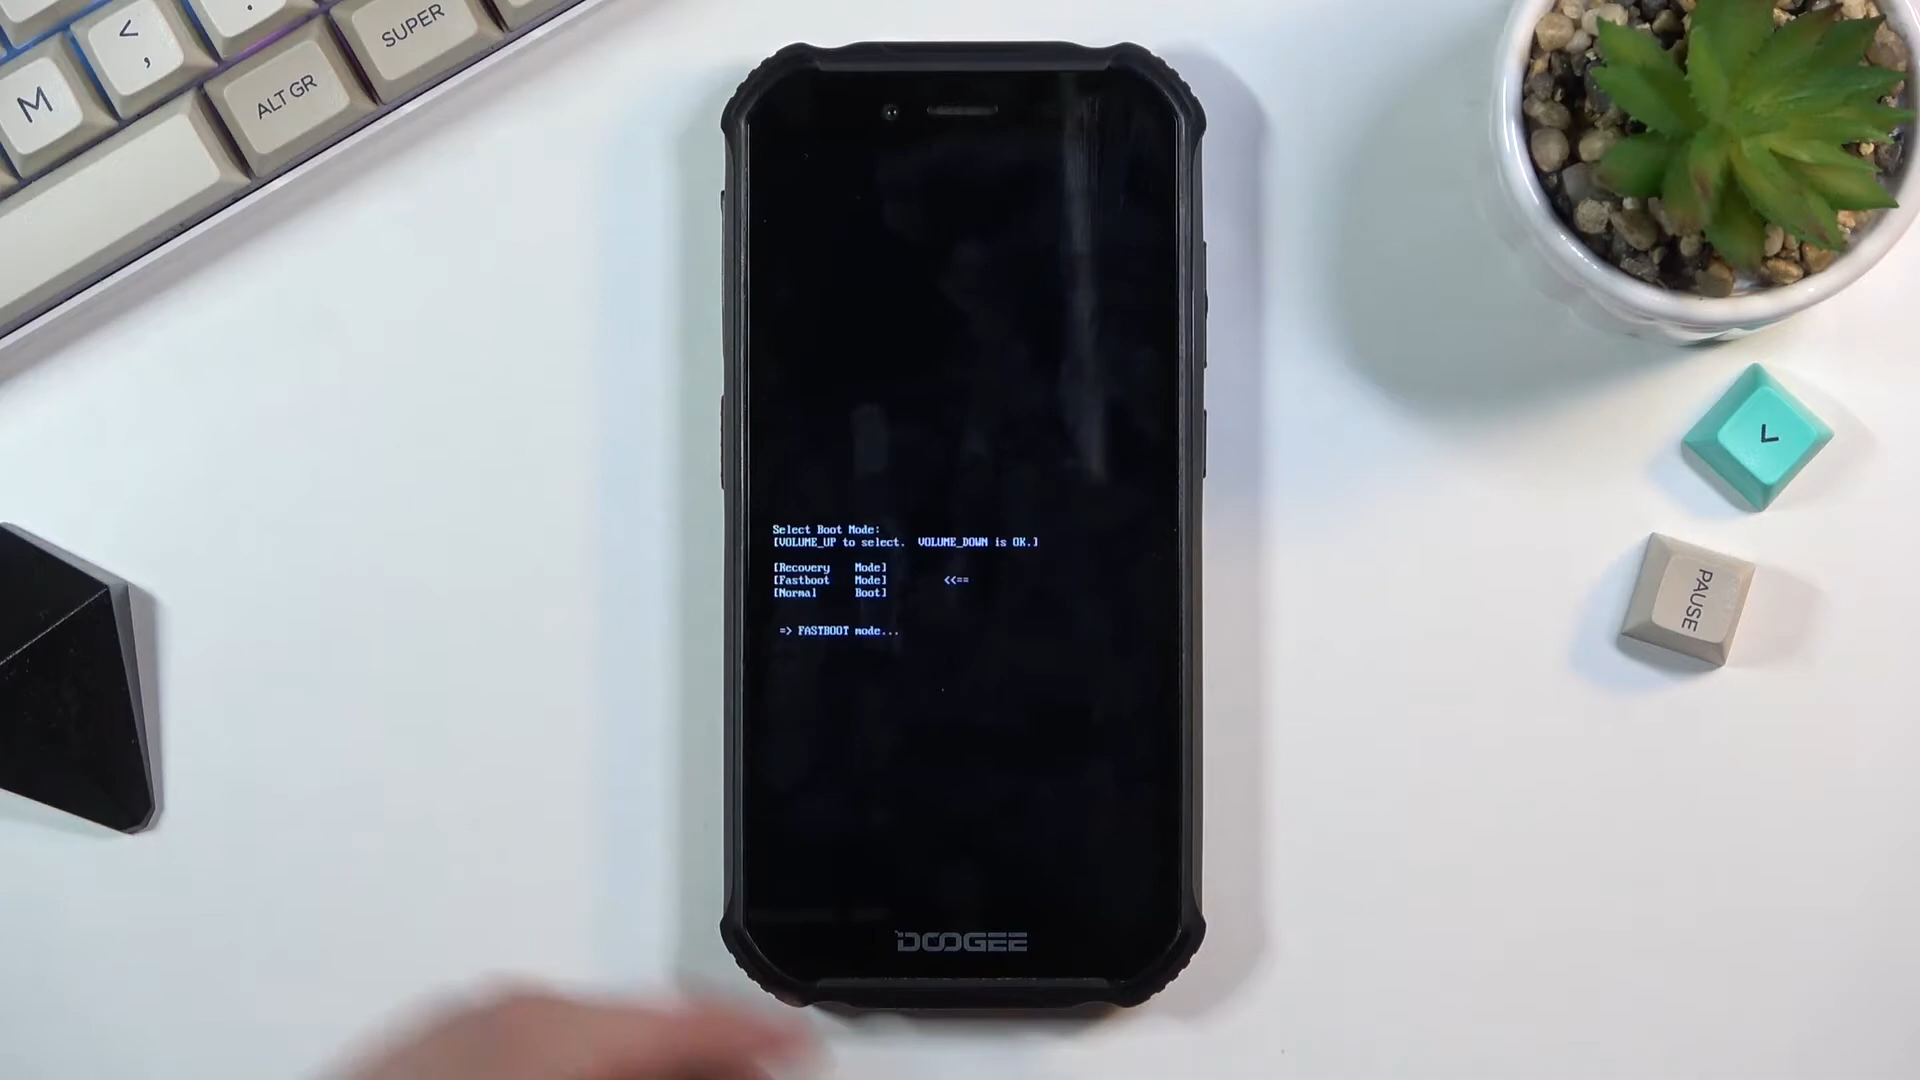 M
<
,
.
ALT GR
SUPER
Select Boot Mode:
[VOLUME_UP to select.  VOLUME_DOWN is OK.]
[Recovery    Mode]
[Fastboot    Mode]         <<==
[Normal      Boot]
=> FASTBOOT mode...
DOOGEE
PAUSE